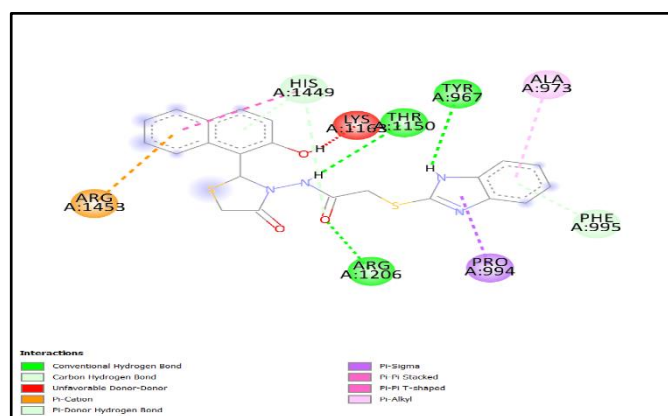 HIS
A:1449
LYS
A:1163
THR
A:1150
TYR
A:967
ALA
A:973
H
H
H
O
N
NH
N
N
S
O
O
S
ARG
A:1453
PHE
A:995
ARG
A:1206
PRO
A:994
Interactions
Conventional Hydrogen Bond
Carbon Hydrogen Bond
Unfavorable Donor-Donor
Pi-Cation
Pi-Donor Hydrogen Bond
Pi-Sigma
Pi-Pi Stacked
Pi-Pi T-shaped
Pi-Alkyl